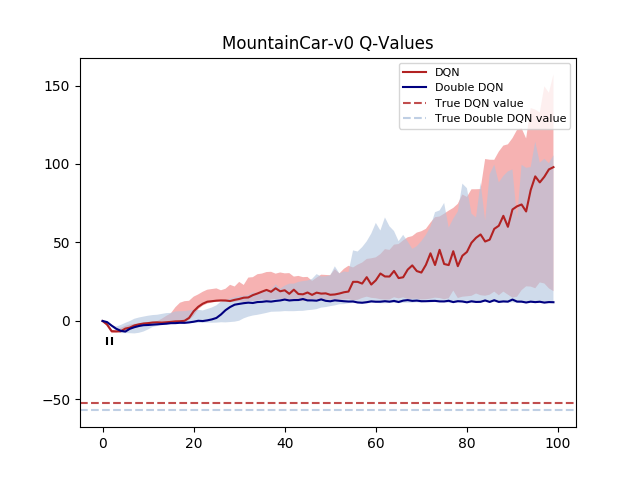 MountainCar-v0 Q-Values
DQN
Double DQN
True DQN value
True Double DQN value
150
100
50
0
−50
0 20 40 60 80 100